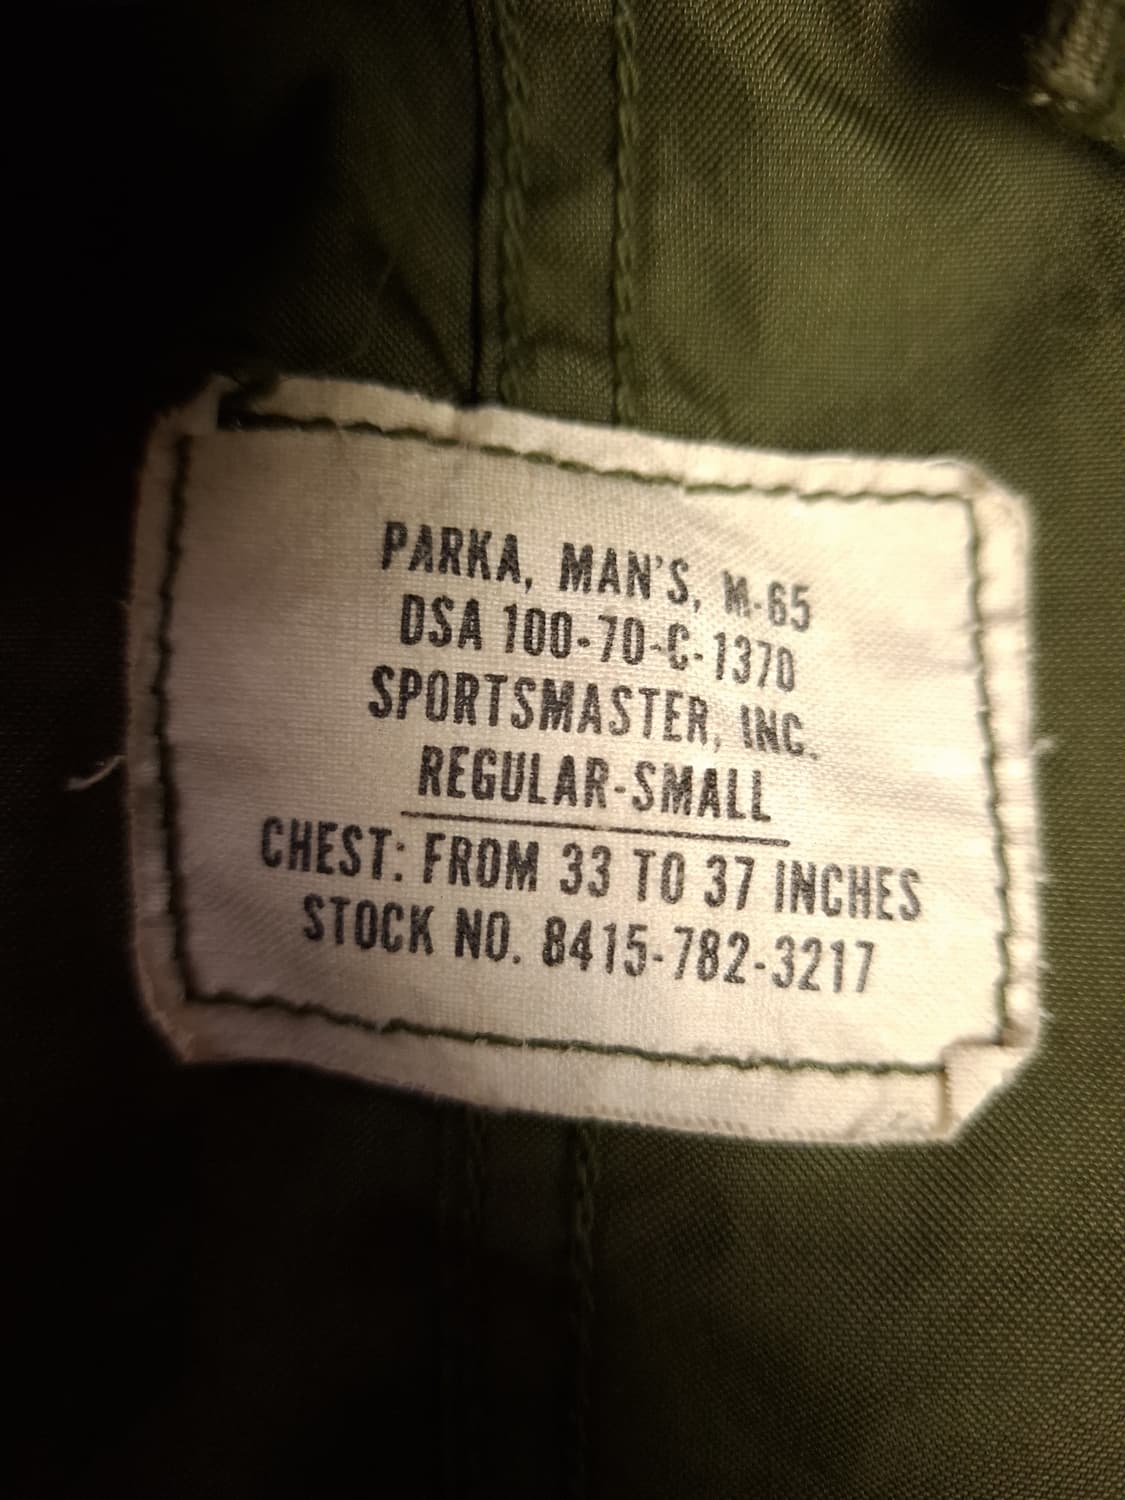 PARKA, MAN'S, M-65
DSA 100-70-C-1370
SPORTSMASTER, INC.
REGULAR-SMALL
CHEST: FROM 33 TO 37 INCHES
STOCK NO. 8415-782-3217